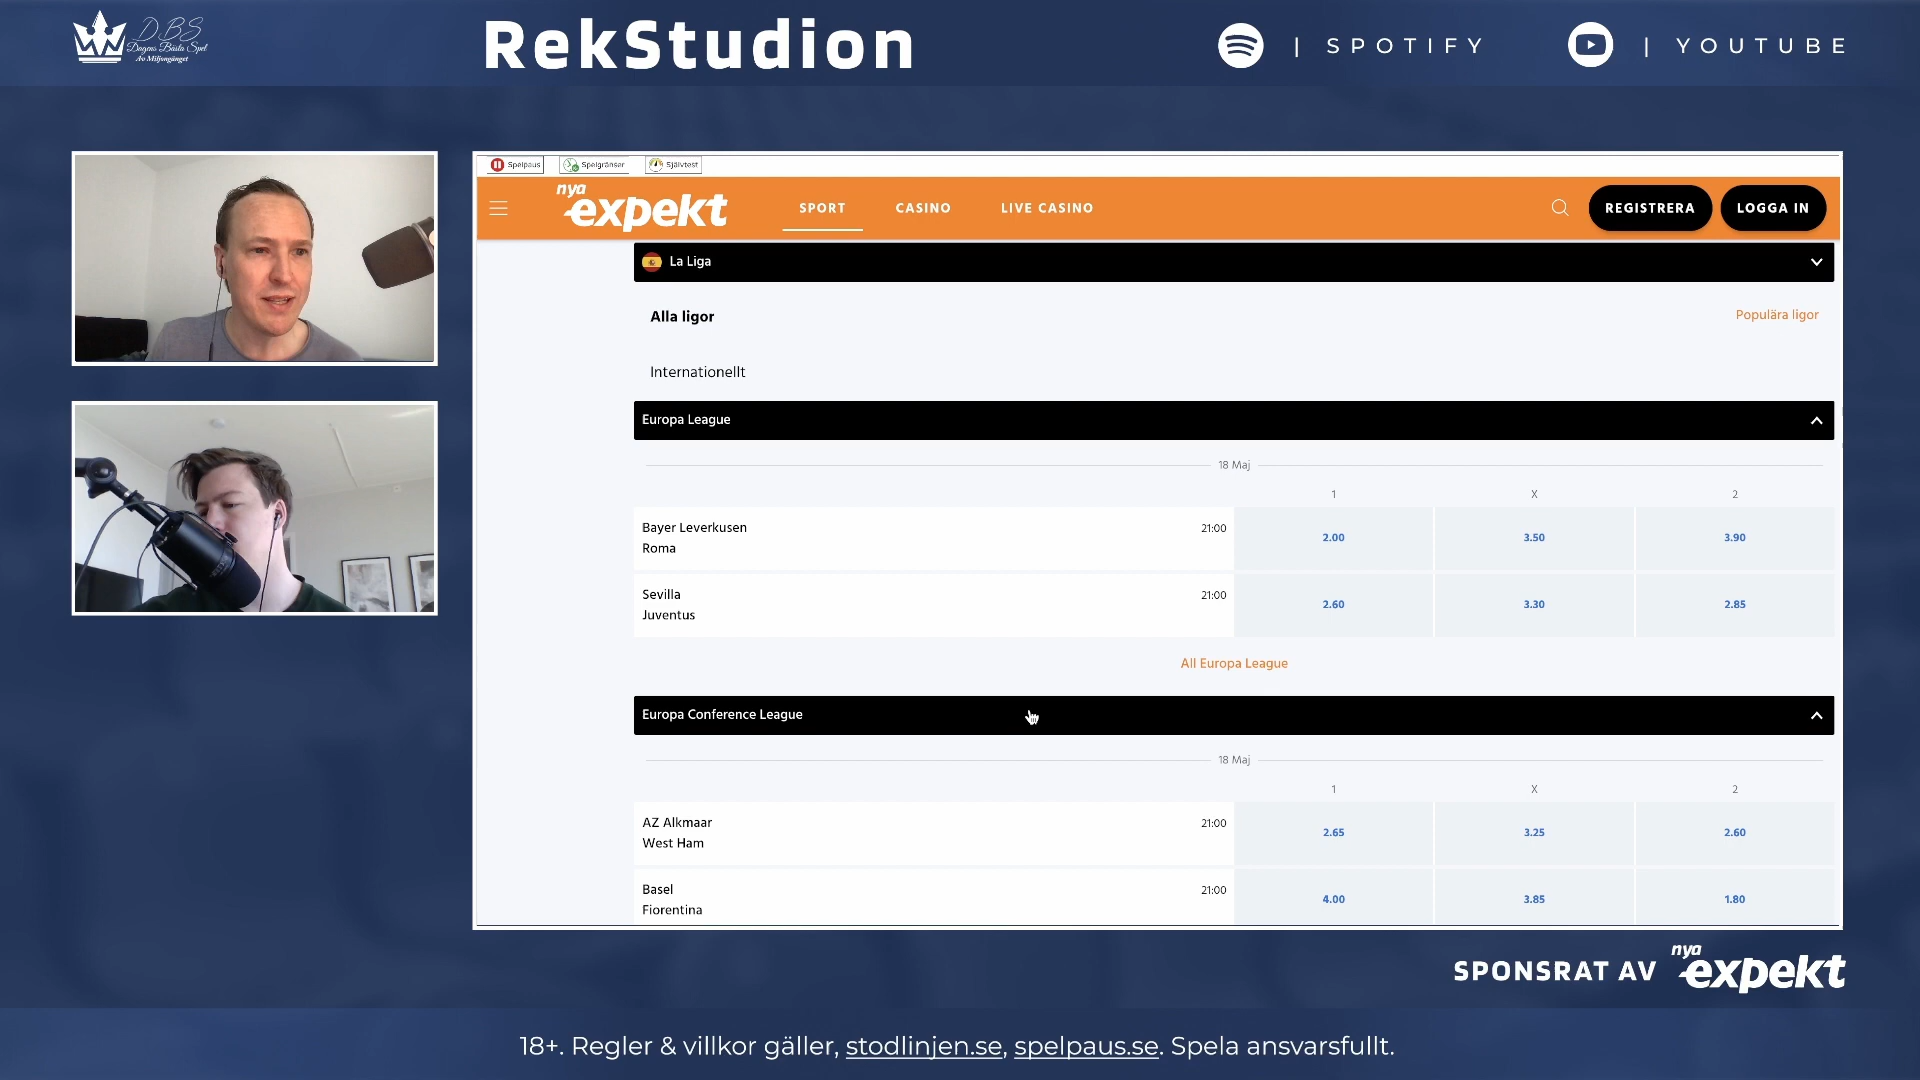 DBS
Dagens Bästa Spel
Av Miljongänget
RekStudion
| SPOTIFY
| YOUTUBE
Spelpaus
Spelgränser
Självtest
nya
expekt
SPORT
CASINO
LIVE CASINO
REGISTRERA
LOGGA IN
La Liga
Alla ligor
Populära ligor
Internationellt
Europa League
18 Maj
1 X 2
Bayer Leverkusen 21:00 2.00 3.50 3.90
Roma
Sevilla 21:00 2.60 3.30 2.85
Juventus
All Europa League
Europa Conference League
18 Maj
1 X 2
AZ Alkmaar 21:00 2.65 3.25 2.60
West Ham
Basel 21:00 4.00 3.85 1.80
Fiorentina
SPONSRAT AV nya expekt
18+. Regler & villkor gäller, stodlinjen.se, spelpaus.se. Spela ansvarsfullt.